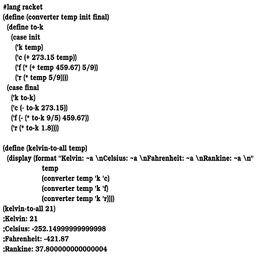 #lang racket
(define (converter temp init final)
(define to-k
(case init
('k temp)
('c (+ 273.15 temp))
('f (* (+ temp 459.67) 5/9))
('r (* temp 5/9))))
(case final
('k to-k)
('c (- to-k 273.15))
('f (- (* to-k 9/5) 459.67))
('r (* to-k 1.8))))
(define (kelvin-to-all temp)
(display (format "Kelvin: ~a \nCelsius: ~a \nFahrenheit: ~a \nRankine: ~a \n"
temp
(converter temp 'k 'c)
(converter temp 'k 'f)
(converter temp 'k 'r))))
(kelvin-to-all 21)
;Kelvin: 21
;Celsius: -252.14999999999998
;Fahrenheit: -421.87
;Rankine: 37.800000000000004